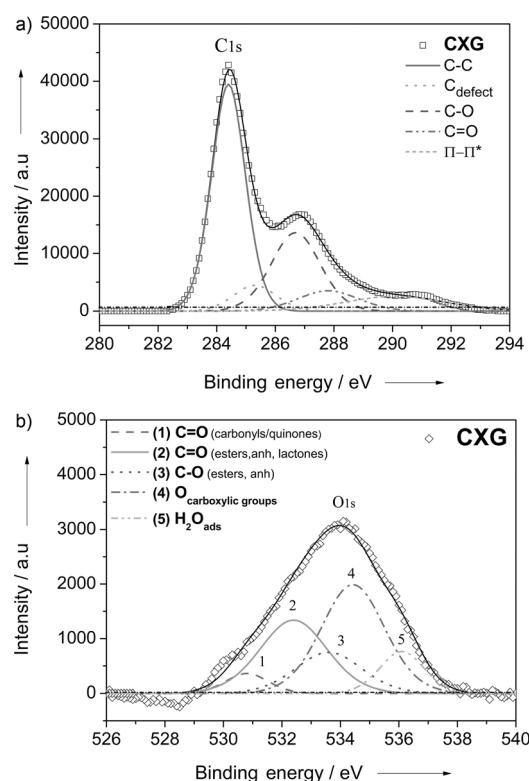 a)
C1s
CXG
C-C
Cdefect
C-O
C=O
Π–Π*
50000
40000
30000
20000
10000
0
Intensity / a.u
280 282 284 286 288 290 292 294
Binding energy / eV
b)
(1) C=O (carbonyls/quinones)
(2) C=O (esters,anh, lactones)
(3) C-O (esters, anh)
(4) Ocarboxylic groups
(5) H2Oads
CXG
O1s
1
2
3
4
5
5000
4000
3000
2000
1000
0
Intensity / a.u
526 528 530 532 534 536 538 540
Binding energy / eV